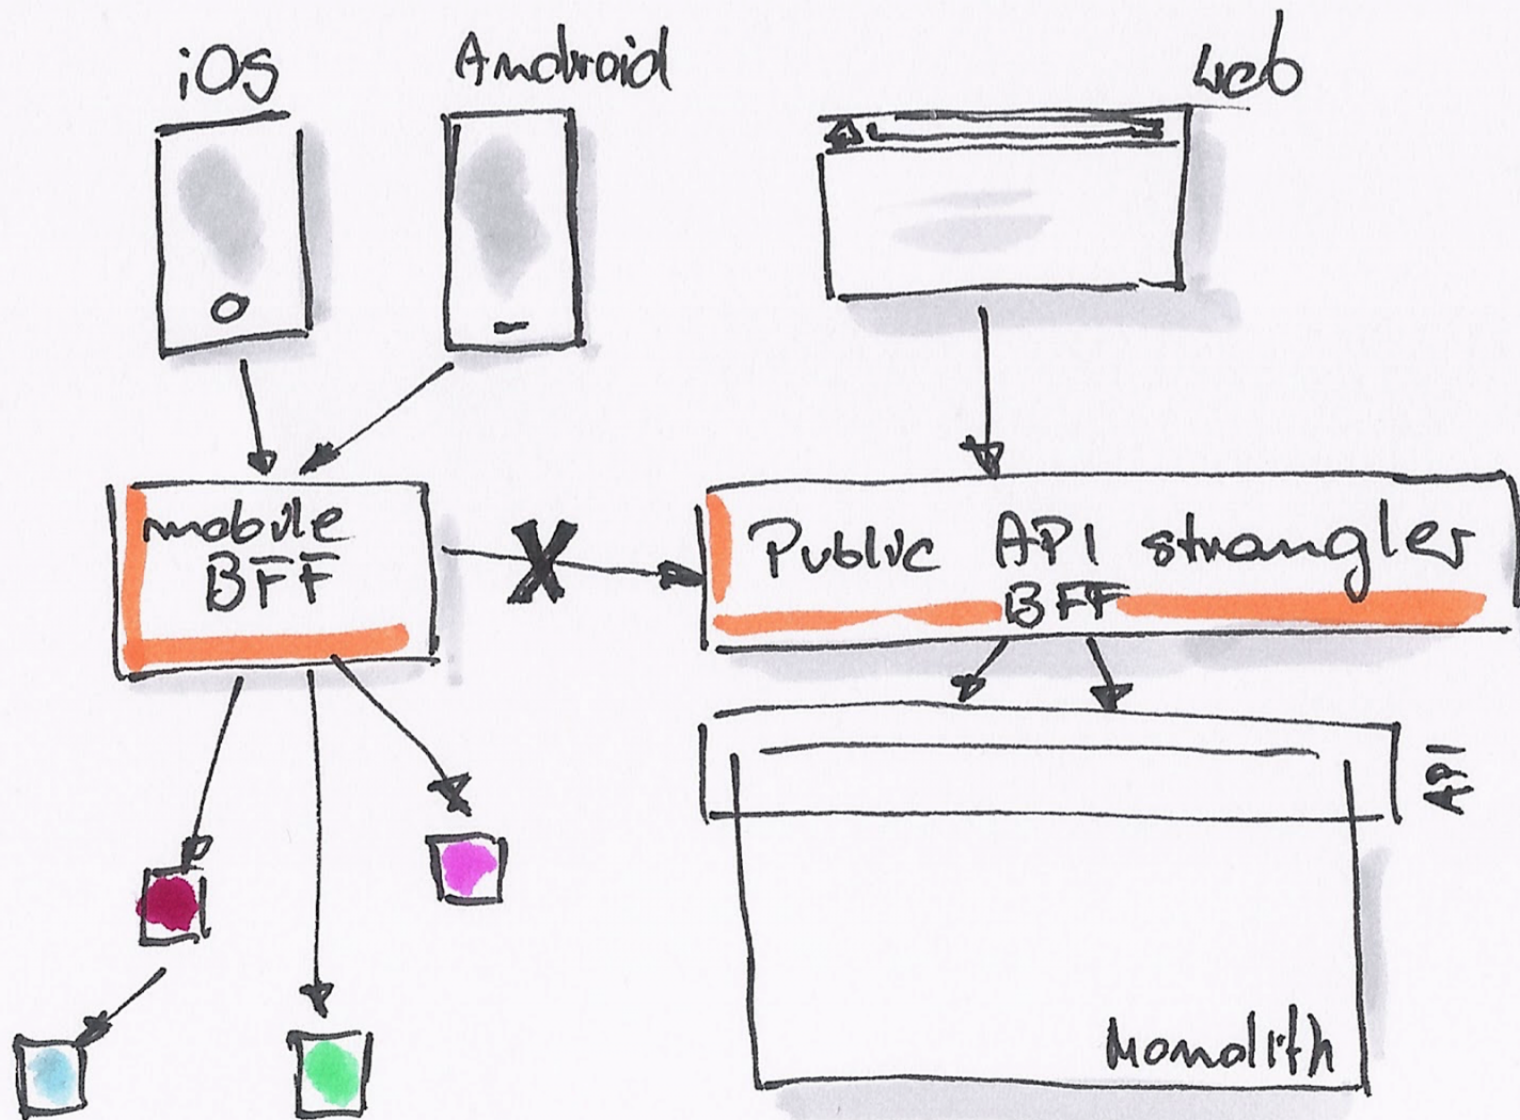 iOS
Android
web
mobile
BFF
Public API strangler
BFF
API
Monolith